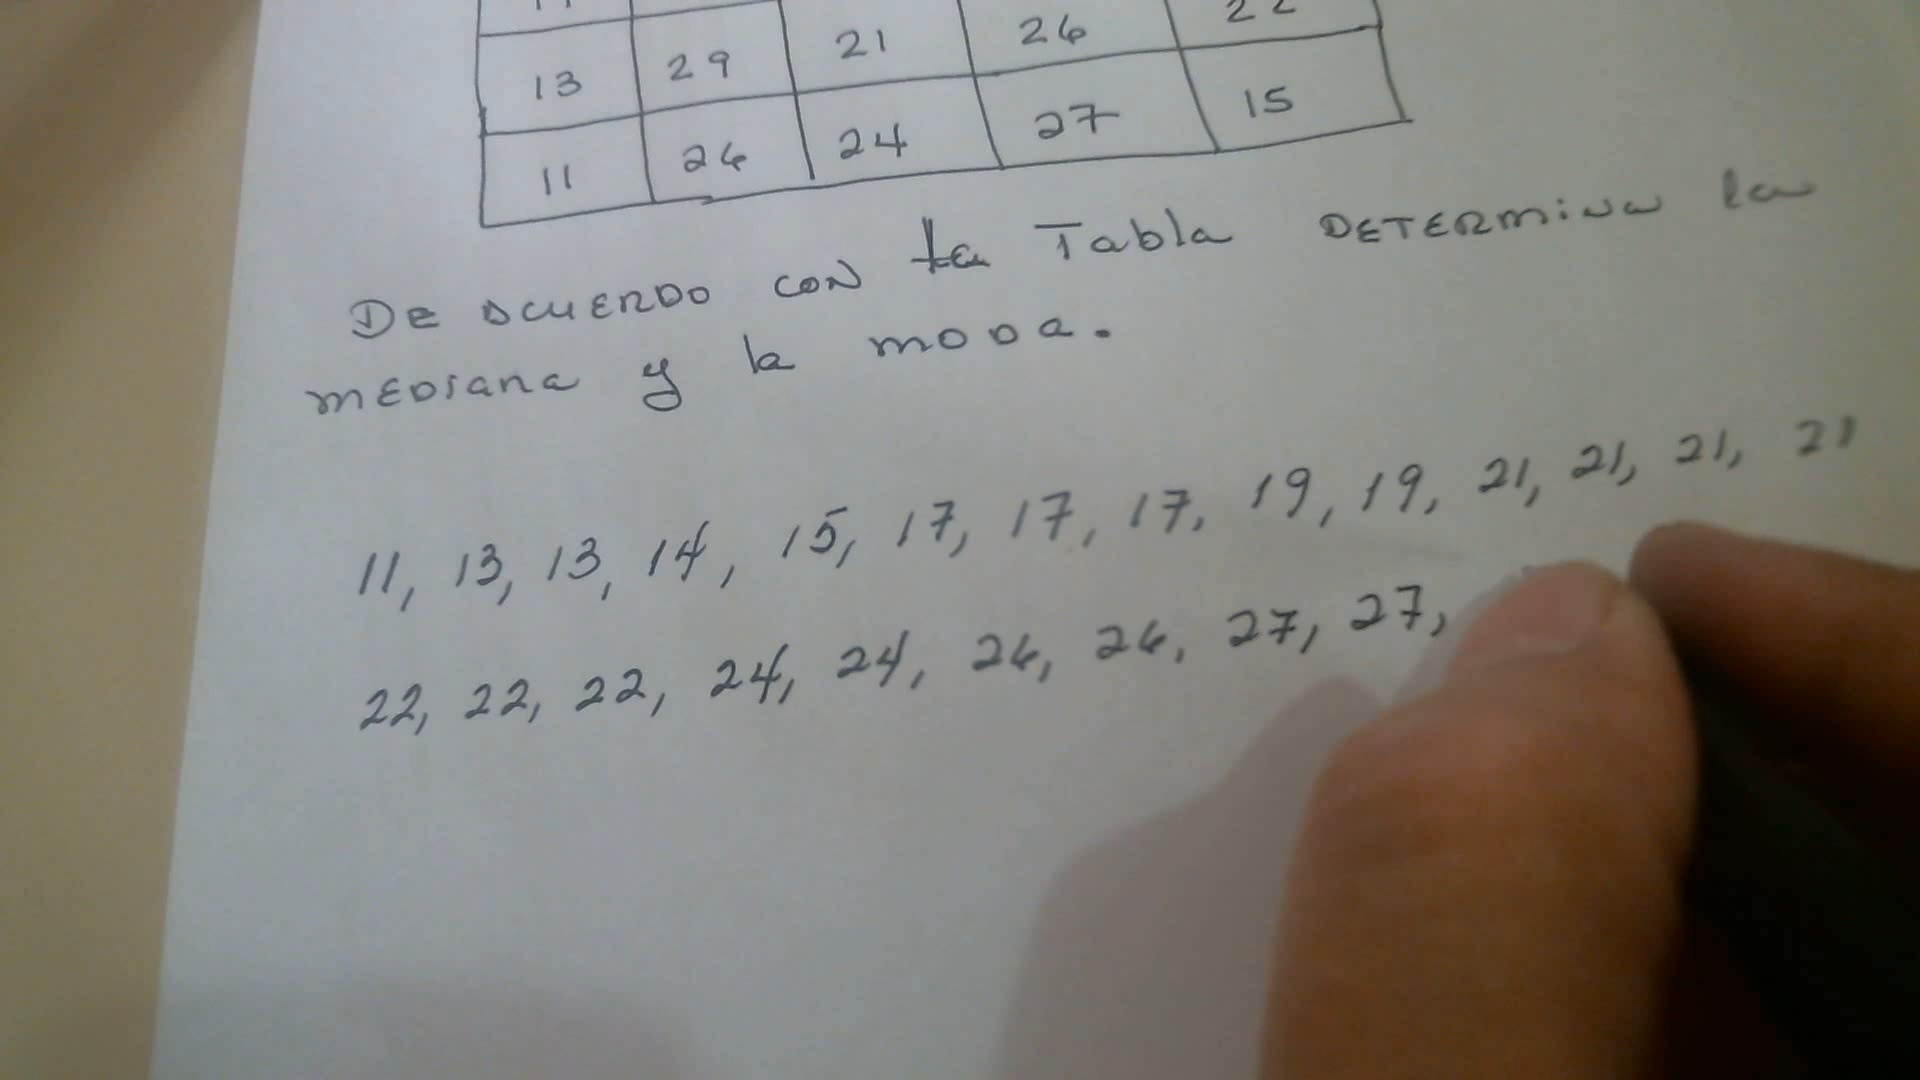 22
13 29 21 26
11 26 24 27 15
De acuerdo con la Tabla Determina la
mediana y la moda.
11, 13, 13, 14, 15, 17, 17, 17, 19, 19, 21, 21, 21, 21
22, 22, 22, 24, 24, 26, 26, 27, 27,